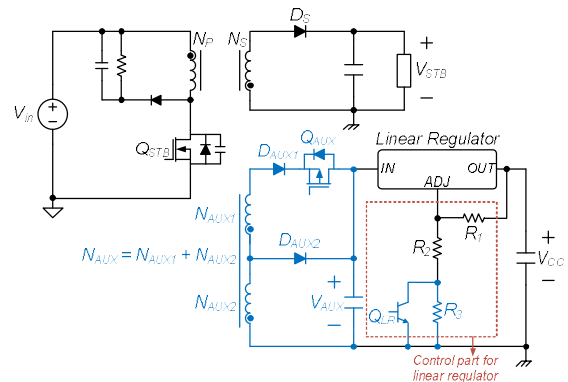 D_S
N_P
N_S
V_in
V_STB
Q_STB
Q_AUX
D_AUX1
Linear Regulator
IN
OUT
ADJ
N_AUX1
R_1
R_2
D_AUX2
N_AUX = N_AUX1 + N_AUX2
V_CC
N_AUX2
V_AUX
Q_LR
R_3
Control part for
linear regulator